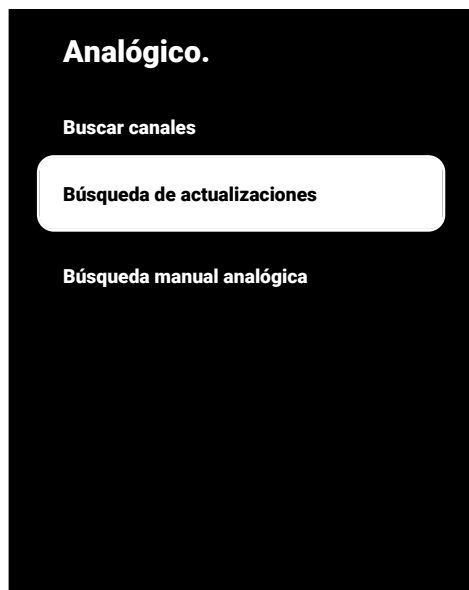 Analógico.
Buscar canales
Búsqueda de actualizaciones
Búsqueda manual analógica